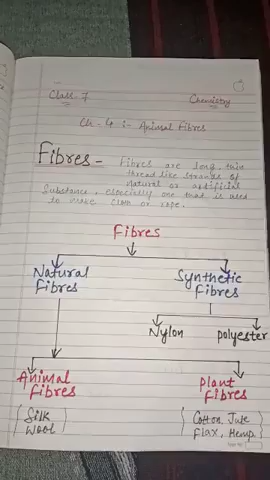 Class-7
Chemistry
Ch-4 :- Animal Fibres
Fibres - Fibres are long, thin
thread like strands of
natural or artificial
substance, especially one that is used
to make cloth or rope.
Fibres
Natural
Fibres
Synthetic
Fibres
Nylon
polyester
Animal
Fibres
Plant
Fibres
Silk
Wool
Cotton, Jute
Flax, Hemp